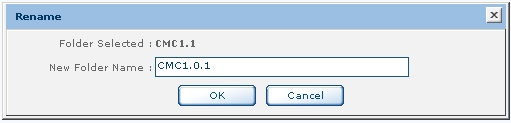 Rename
Folder Selected : CMC1.1
New Folder Name : CMC1.0.1
OK Cancel